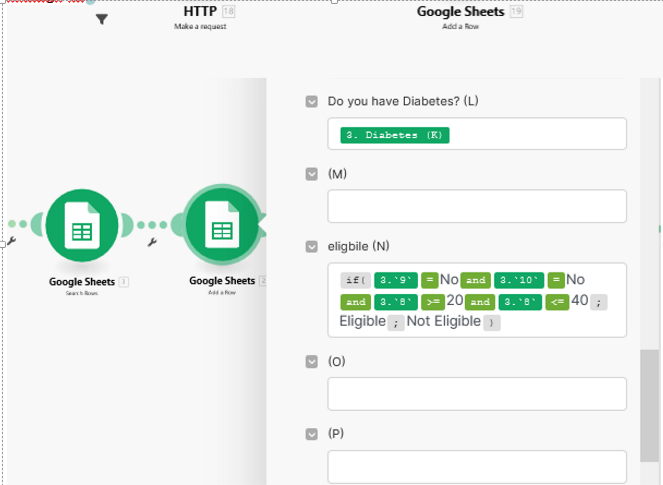 HTTP 18
Make a request
Google Sheets 19
Add a Row
Do you have Diabetes? (L)
3. Diabetes (K)
(M)
eligbile (N)
if( 3.`9` = No and 3.`10` = No
and 3.`8` >= 20 and 3.`8` <= 40 ;
Eligible ; Not Eligible )
(O)
(P)
Google Sheets 1
Search Rows
Google Sheets 2
Add a Row